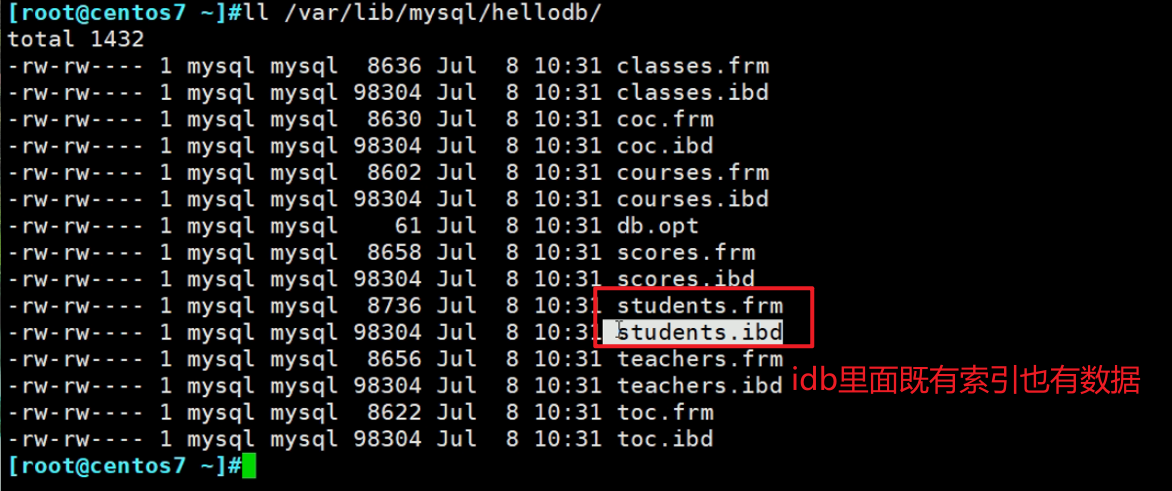 [root@centos7 ~]#ll /var/lib/mysql/hellodb/
total 1432
-rw-rw---- 1 mysql mysql  8636 Jul  8 10:31 classes.frm
-rw-rw---- 1 mysql mysql 98304 Jul  8 10:31 classes.ibd
-rw-rw---- 1 mysql mysql  8630 Jul  8 10:31 coc.frm
-rw-rw---- 1 mysql mysql 98304 Jul  8 10:31 coc.ibd
-rw-rw---- 1 mysql mysql  8602 Jul  8 10:31 courses.frm
-rw-rw---- 1 mysql mysql 98304 Jul  8 10:31 courses.ibd
-rw-rw---- 1 mysql mysql    61 Jul  8 10:31 db.opt
-rw-rw---- 1 mysql mysql  8658 Jul  8 10:31 scores.frm
-rw-rw---- 1 mysql mysql 98304 Jul  8 10:31 scores.ibd
-rw-rw---- 1 mysql mysql  8736 Jul  8 10:31 students.frm
-rw-rw---- 1 mysql mysql 98304 Jul  8 10:31 students.ibd
-rw-rw---- 1 mysql mysql  8656 Jul  8 10:31 teachers.frm
-rw-rw---- 1 mysql mysql 98304 Jul  8 10:31 teachers.ibd
idb里面既有索引也有数据
-rw-rw---- 1 mysql mysql  8622 Jul  8 10:31 toc.frm
-rw-rw---- 1 mysql mysql 98304 Jul  8 10:31 toc.ibd
[root@centos7 ~]#